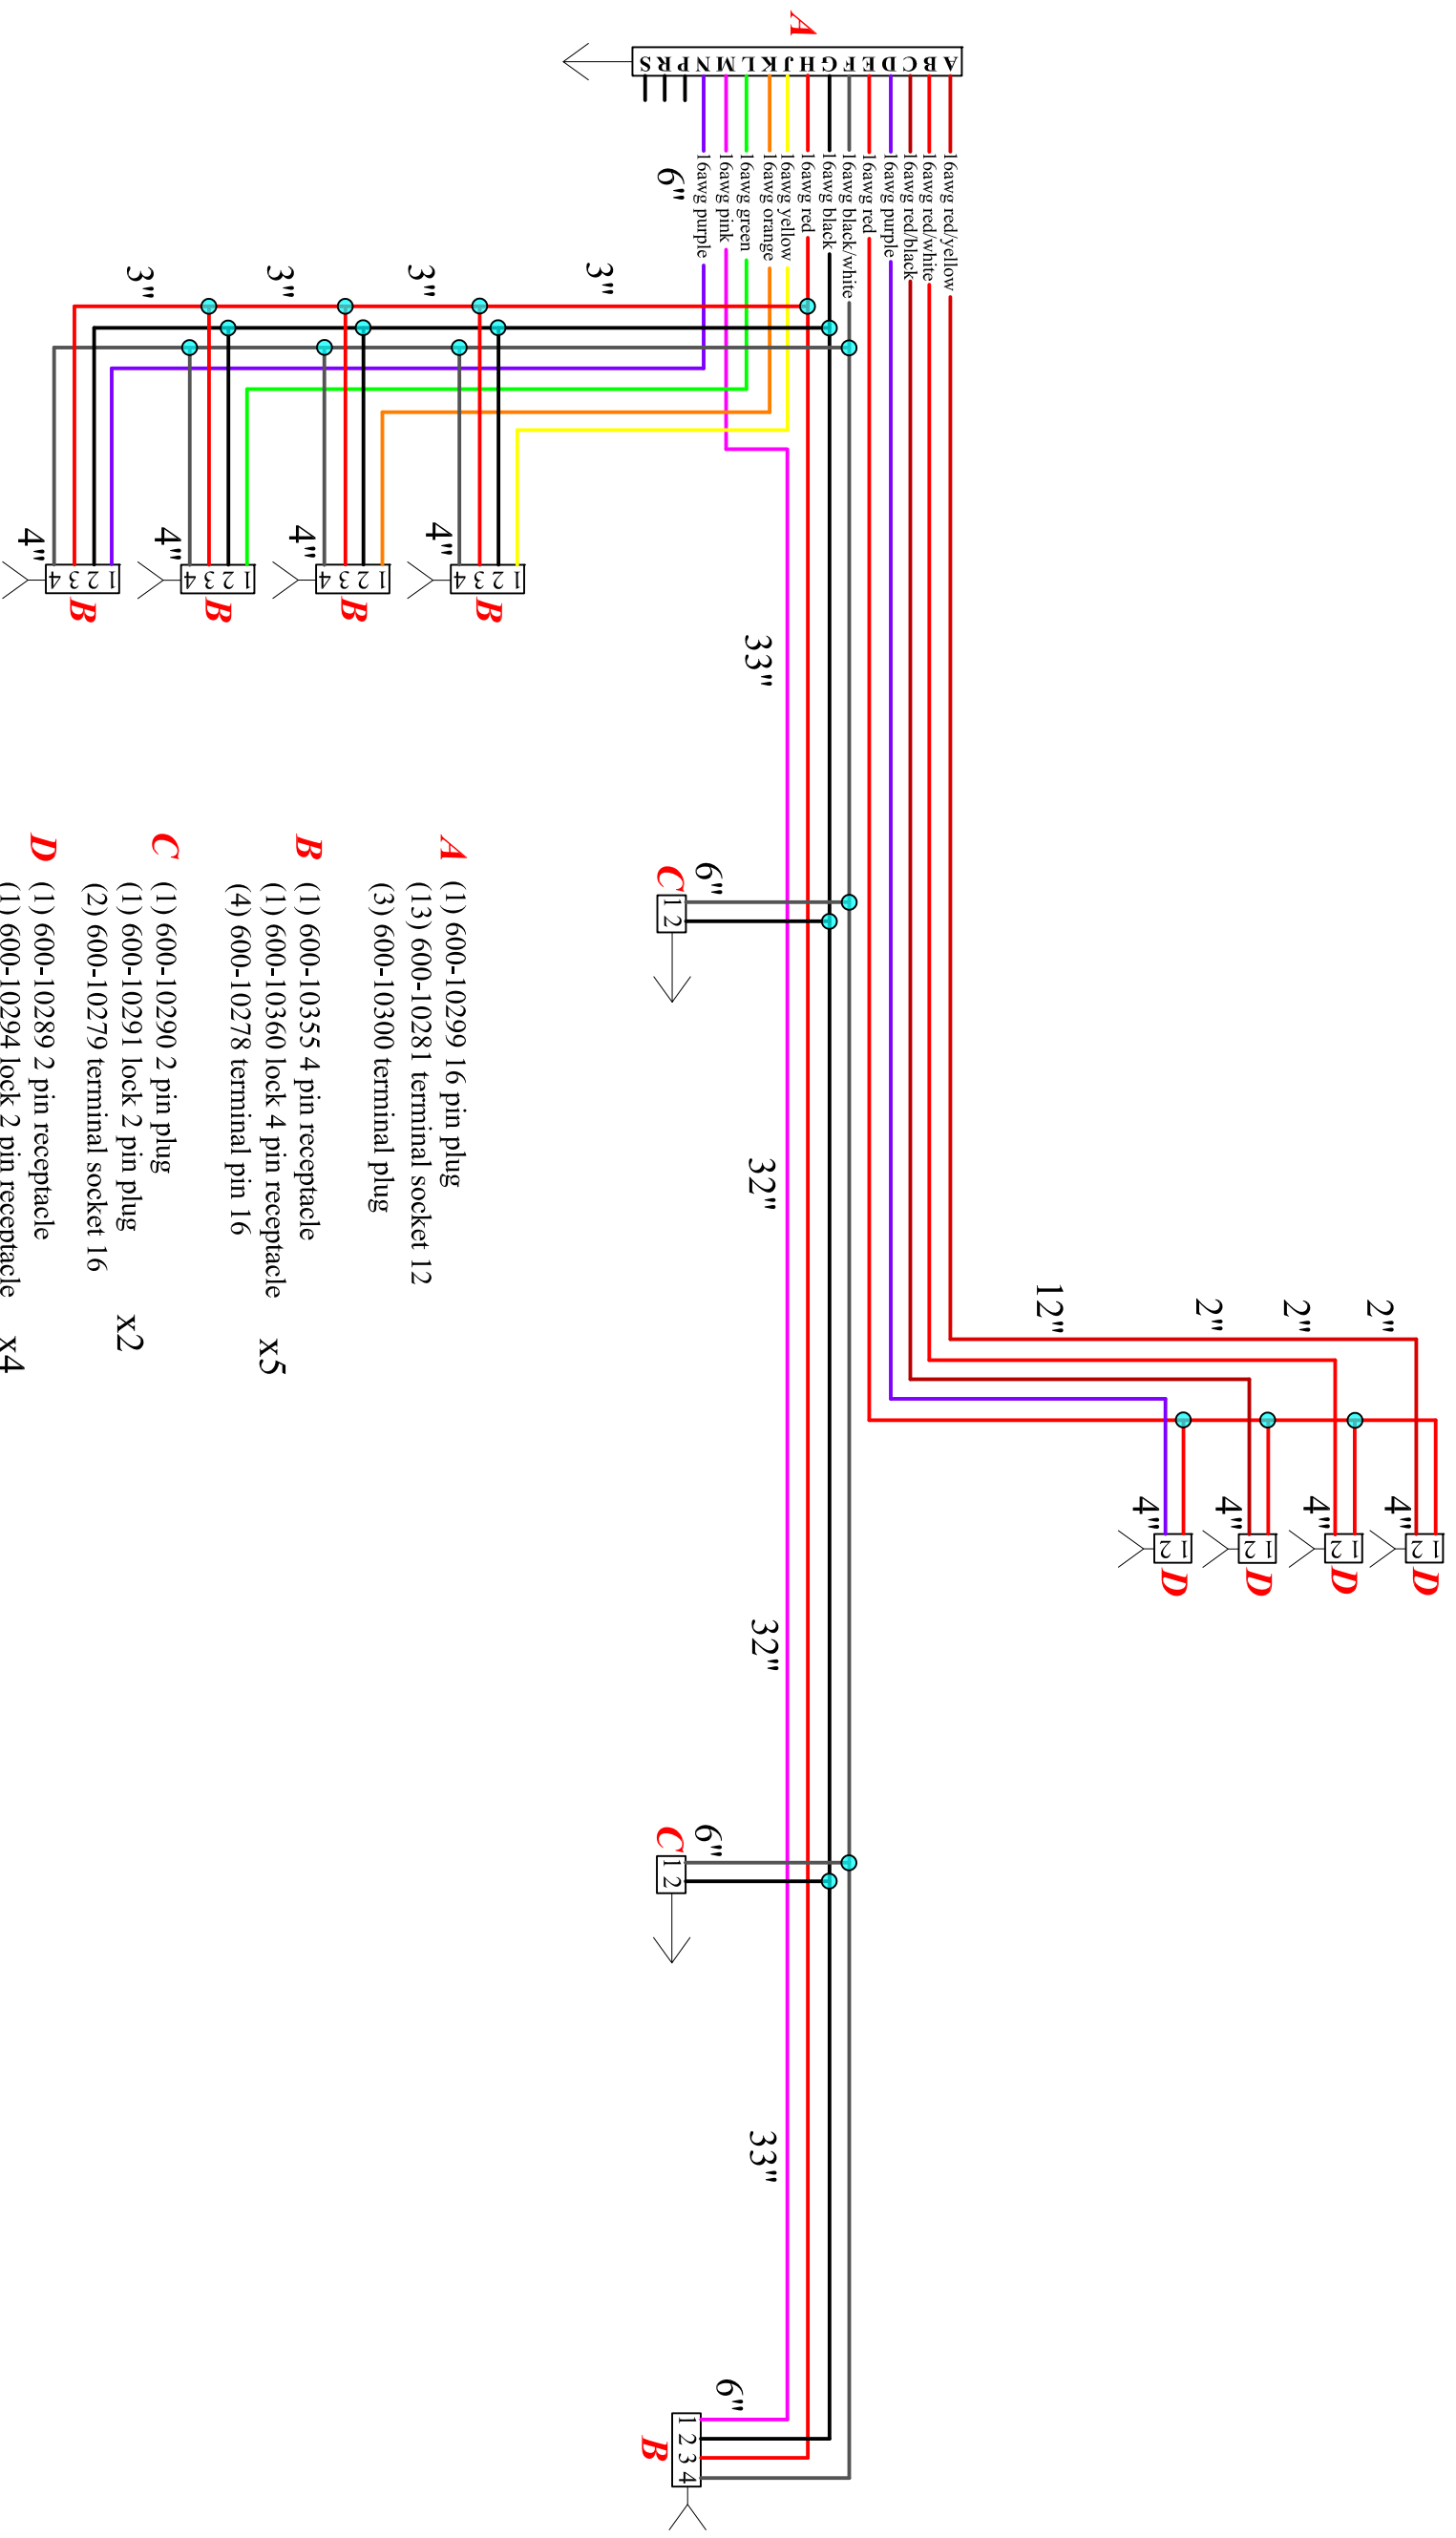 1 2 D
4"
2"
1 2 D
4"
2"
1 2 D
4"
2"
1 2 D
4"
12"
A
A 16awg red/yellow
B 16awg red/white
C 16awg red/black
D 16awg purple
E 16awg red
F 16awg black/white
G 16awg black
H 16awg red
J 16awg yellow
K 16awg orange
L 16awg green
M 16awg pink
N 16awg purple
P
R
S
6"
33"
32"
32"
33"
6"
C
1 2
6"
C
1 2
6"
1 2 3 4
B
3"
1 2 3 4 B
4"
3"
1 2 3 4 B
4"
3"
1 2 3 4 B
4"
3"
1 2 3 4 B
4"
A (1) 600-10299 16 pin plug
(13) 600-10281 terminal socket 12
(3) 600-10300 terminal plug
B (1) 600-10355 4 pin receptacle
(1) 600-10360 lock 4 pin receptacle x5
(4) 600-10278 terminal pin 16
C (1) 600-10290 2 pin plug
(1) 600-10291 lock 2 pin plug x2
(2) 600-10279 terminal socket 16
D (1) 600-10289 2 pin receptacle
(1) 600-10294 lock 2 pin receptacle x4